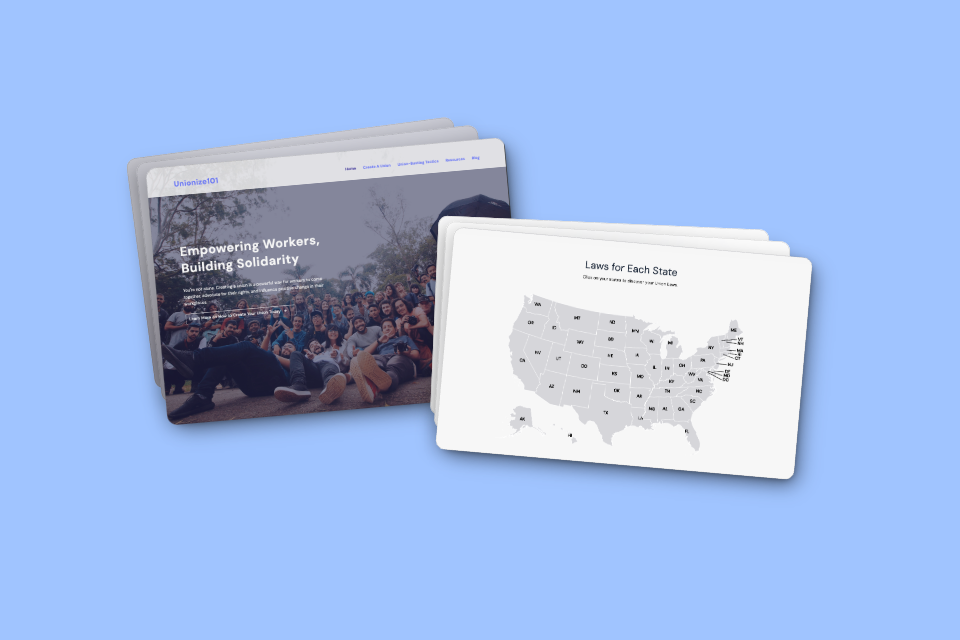 Unionize101
Home Create A Union Union-Busting Tactics Resources Blog
Empowering Workers,
Building Solidarity
You're not alone. Creating a union is a powerful way for workers to come
together, advocate for their rights, and influence positive change in their
workplaces.
Learn More on How to Create Your Union Today
Laws for Each State
Click on your state to discover your Union Laws
WA
MT
ND
MN
ME
OR
ID
SD
WI
MI
NY
VT
NH
WY
MA
RI
CT
IA
NV
NE
PA
NJ
CA
UT
CO
IL
IN
OH
DE
MD
DC
KS
MO
WV
VA
KY
AZ
NM
OK
AR
TN
NC
SC
TX
LA
MS
AL
GA
AK
HI
FL